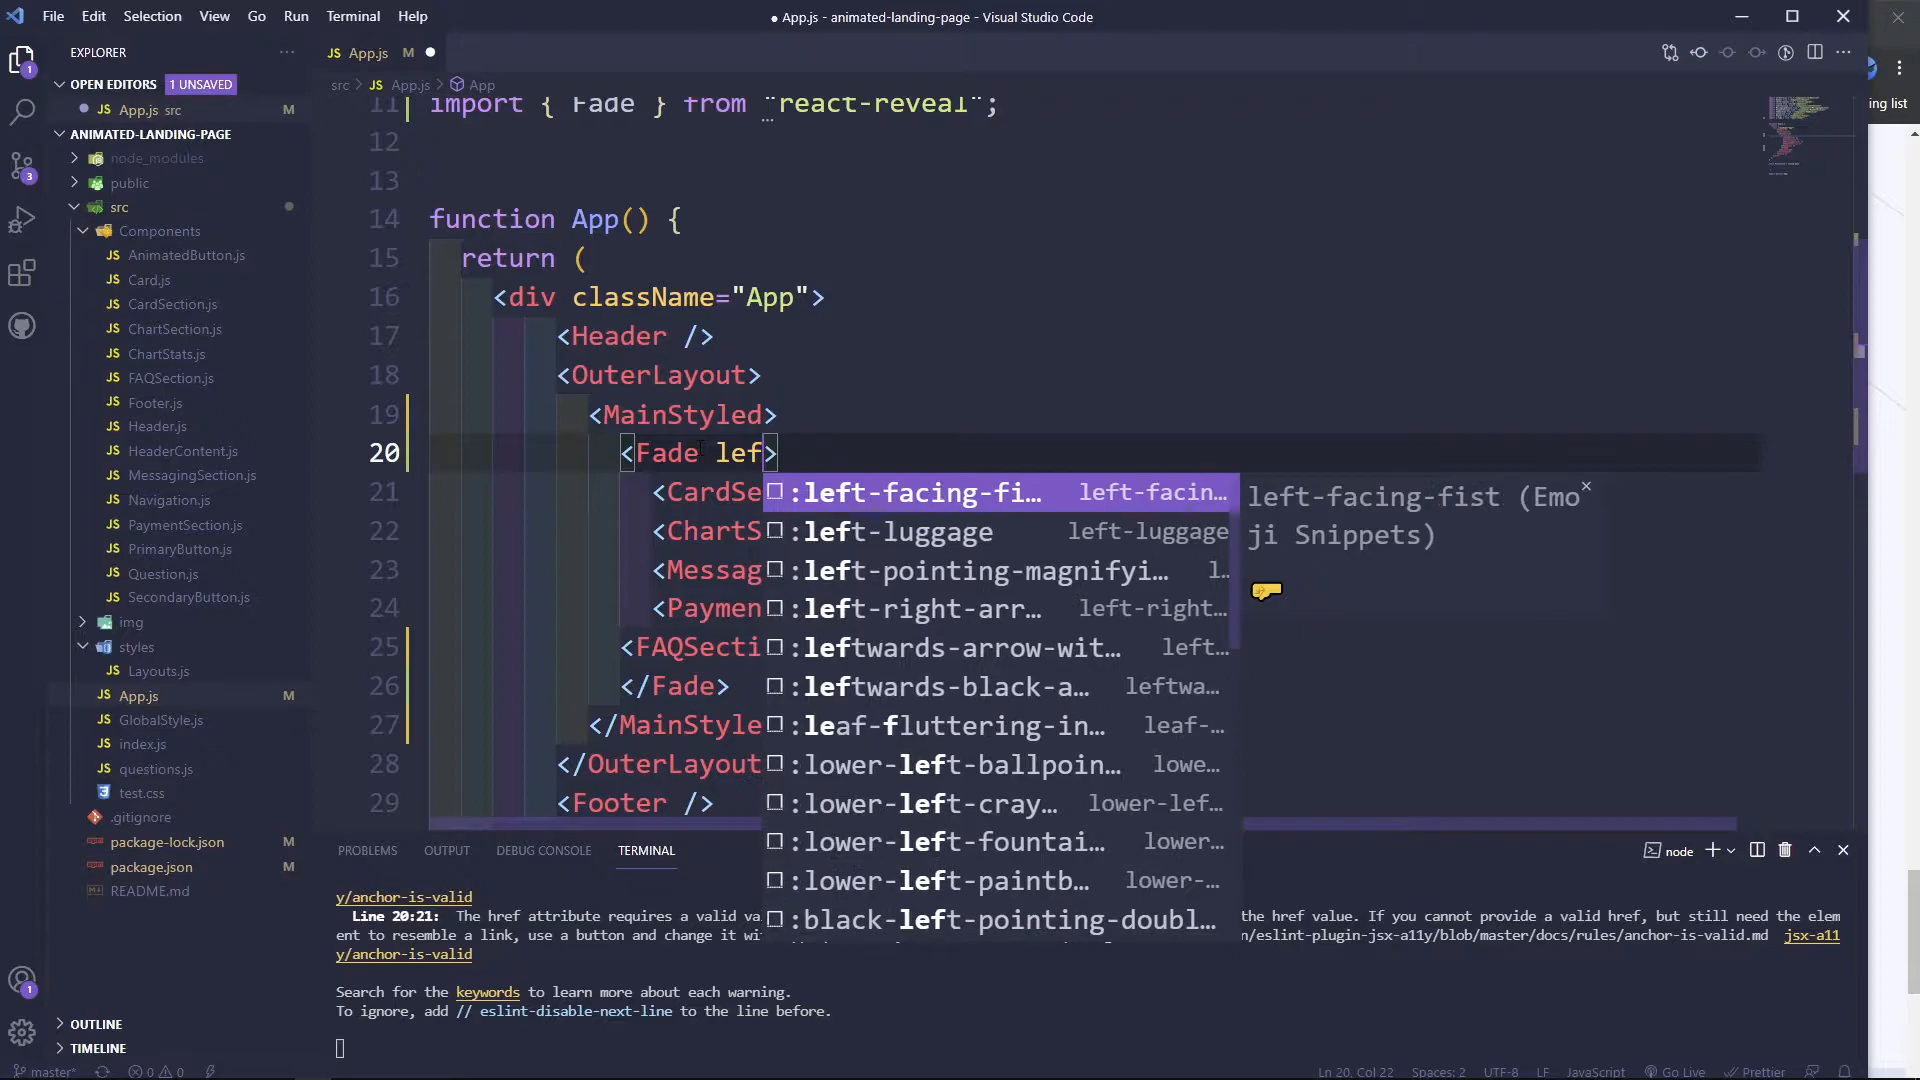 File Edit Selection View Go Run Terminal Help
● App.js - animated-landing-page - Visual Studio Code
EXPLORER
OPEN EDITORS 1 UNSAVED
App.js src M
ANIMATED-LANDING-PAGE
node_modules
public
src
Components
JS AnimatedButton.js
JS Card.js
JS CardSection.js
JS ChartSection.js
JS ChartStats.js
JS FAQSection.js
JS Footer.js
JS Header.js
JS HeaderContent.js
JS MessagingSection.js
JS Navigation.js
JS PaymentSection.js
JS PrimaryButton.js
JS Question.js
JS SecondaryButton.js
img
styles
JS Layouts.js
JS App.js M
JS GlobalStyle.js
JS index.js
JS questions.js
test.css
.gitignore
package-lock.json M
package.json M
README.md
OUTLINE
TIMELINE
JS App.js M
src > JS App.js > App
11 import { Fade } from "react-reveal";
12
13
14 function App() {
15 return (
16 <div className="App">
17 <Header />
18 <OuterLayout>
19 <MainStyled>
20 <Fade lef>
21 <CardSe
22 <ChartS
23 <Messag
24 <Paymen
25 <FAQSecti
26 </Fade>
27 </MainStyle
28 </OuterLayout
29 <Footer />
:left-facing-fi… left-facin…
:left-luggage left-luggage
:left-pointing-magnifyi… l…
:left-right-arr… left-right…
:leftwards-arrow-wit… left…
:leftwards-black-a… leftwa…
:leaf-fluttering-in… leaf-…
:lower-left-ballpoin… lowe…
:lower-left-cray… lower-lef…
:lower-left-fountai… lower…
:lower-left-paintb… lower-…
:black-left-pointing-doubl…
left-facing-fist (Emo
ji Snippets)
ing list
PROBLEMS OUTPUT DEBUG CONSOLE TERMINAL
node
y/anchor-is-valid
Line 20:21: The href attribute requires a valid va the href value. If you cannot provide a valid href, but still need the elem
ent to resemble a link, use a button and change it wi n/eslint-plugin-jsx-a11y/blob/master/docs/rules/anchor-is-valid.md jsx-a11
y/anchor-is-valid
Search for the keywords to learn more about each warning.
To ignore, add // eslint-disable-next-line to the line before.
master* 0 0 Ln 20, Col 22 Spaces: 2 UTF-8 LF JavaScript Go Live Prettier